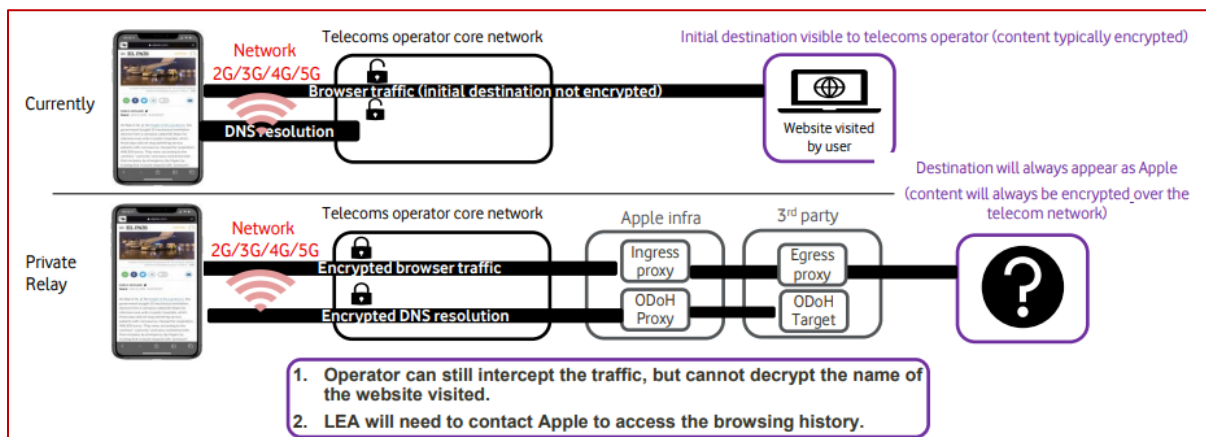 Telecoms operator core network
Initial destination visible to telecoms operator (content typically encrypted)
Network
2G/3G/4G/5G
Currently
Browser traffic (initial destination not encrypted)
DNS resolution
Website visited
by user
Destination will always appear as Apple
(content will always be encrypted over the
telecom network)
Telecoms operator core network
Apple infra
3rd party
Network
2G/3G/4G/5G
Private
Relay
Encrypted browser traffic
Ingress
proxy
Egress
proxy
Encrypted DNS resolution
ODoH
Proxy
ODoH
Target
?
1. Operator can still intercept the traffic, but cannot decrypt the name of
the website visited.
2. LEA will need to contact Apple to access the browsing history.